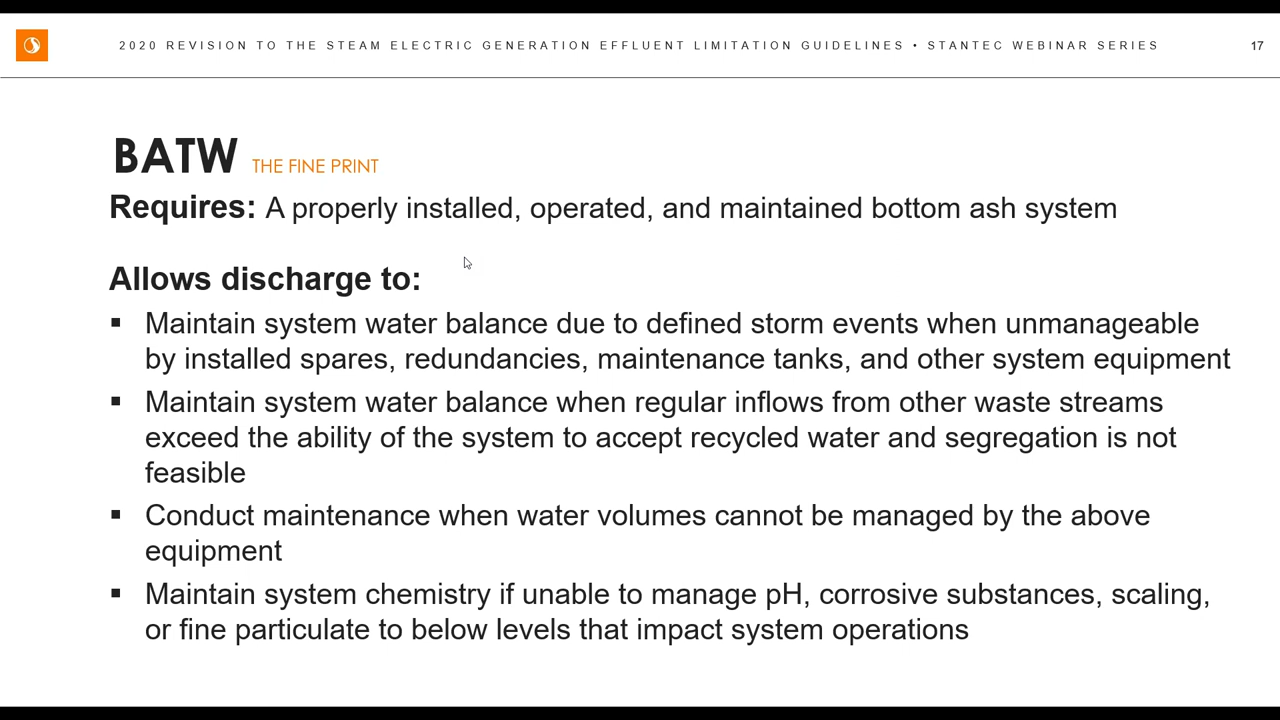 2020 REVISION TO THE STEAM ELECTRIC GENERATION EFFLUENT LIMITATION GUIDELINES • STANTEC WEBINAR SERIES
17
BATW THE FINE PRINT
Requires: A properly installed, operated, and maintained bottom ash system
Allows discharge to:
▪ Maintain system water balance due to defined storm events when unmanageable
by installed spares, redundancies, maintenance tanks, and other system equipment
▪ Maintain system water balance when regular inflows from other waste streams
exceed the ability of the system to accept recycled water and segregation is not
feasible
▪ Conduct maintenance when water volumes cannot be managed by the above
equipment
▪ Maintain system chemistry if unable to manage pH, corrosive substances, scaling,
or fine particulate to below levels that impact system operations